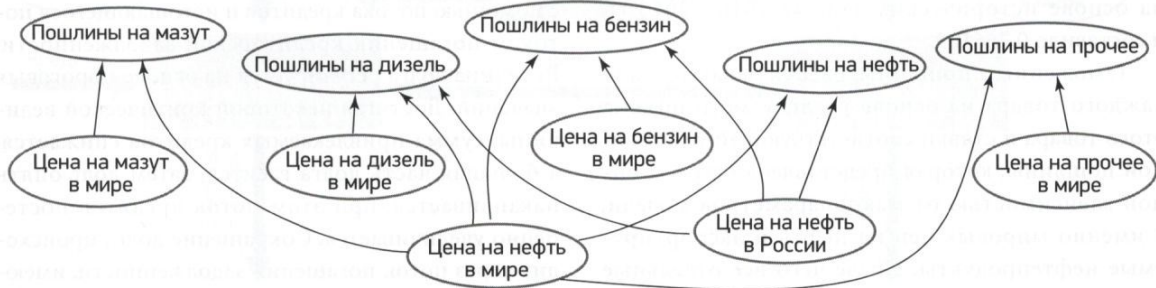 Пошлины на мазут
Пошлины на бензин
Пошлины на дизель
Пошлины на нефть
Пошлины на прочее
Цена на мазут
в мире
Цена на дизель
в мире
Цена на бензин
в мире
Цена на прочее
в мире
Цена на нефть
в мире
Цена на нефть
в России